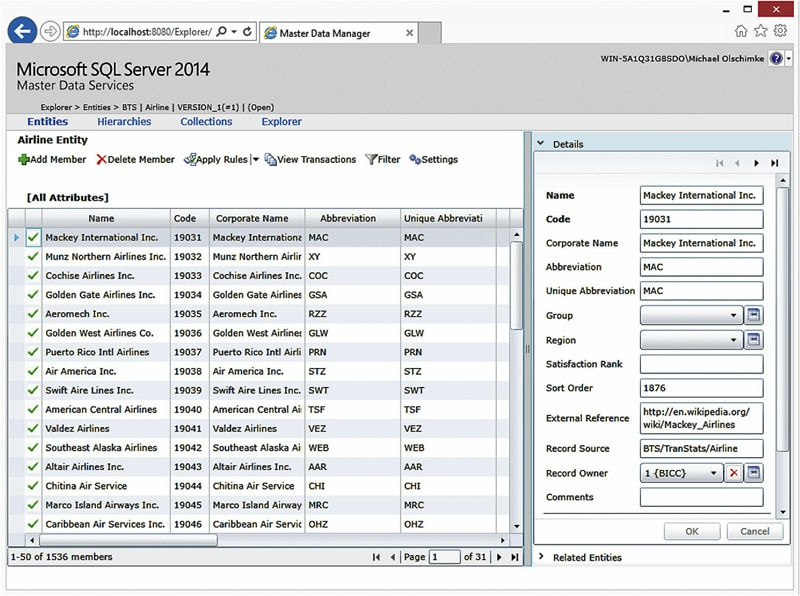 http://localhost:8080/Explorer/
Master Data Manager
WIN-5A1Q31G8SDO\Michael Olschimke
Microsoft SQL Server 2014
Master Data Services
Explorer > Entities > BTS | Airline | VERSION_1(#1) | (Open)
Entities Hierarchies Collections Explorer
Airline Entity
Add Member Delete Member Apply Rules View Transactions Filter Settings
[All Attributes]
Name Code Corporate Name Abbreviation Unique Abbreviati
Mackey International Inc. 19031 Mackey Internationa MAC MAC
Munz Northern Airlines Inc. 19032 Munz Northern Airlir XY XY
Cochise Airlines Inc. 19033 Cochise Airlines Inc. COC COC
Golden Gate Airlines Inc. 19034 Golden Gate Airlines GSA GSA
Aeromech Inc. 19035 Aeromech Inc. RZZ RZZ
Golden West Airlines Co. 19036 Golden West Airlines GLW GLW
Puerto Rico Intl Airlines 19037 Puerto Rico Intl Airli PRN PRN
Air America Inc. 19038 Air America Inc. STZ STZ
Swift Aire Lines Inc. 19039 Swift Aire Lines Inc. SWT SWT
American Central Airlines 19040 American Central Ai TSF TSF
Valdez Airlines 19041 Valdez Airlines VEZ VEZ
Southeast Alaska Airlines 19042 Southeast Alaska Ai WEB WEB
Altair Airlines Inc. 19043 Altair Airlines Inc. AAR AAR
Chitina Air Service 19044 Chitina Air Service CHI CHI
Marco Island Airways Inc. 19045 Marco Island Airway MRC MRC
Caribbean Air Services Inc. 19046 Caribbean Air Servic OHZ OHZ
1-50 of 1536 members Page 1 of 31
Details
Name Mackey International Inc.
Code 19031
Corporate Name Mackey International Inc.
Abbreviation MAC
Unique Abbreviation MAC
Group
Region
Satisfaction Rank
Sort Order 1876
External Reference http://en.wikipedia.org/
wiki/Mackey_Airlines
Record Source BTS/TranStats/Airline
Record Owner 1 {BICC}
Comments
OK Cancel
Related Entities